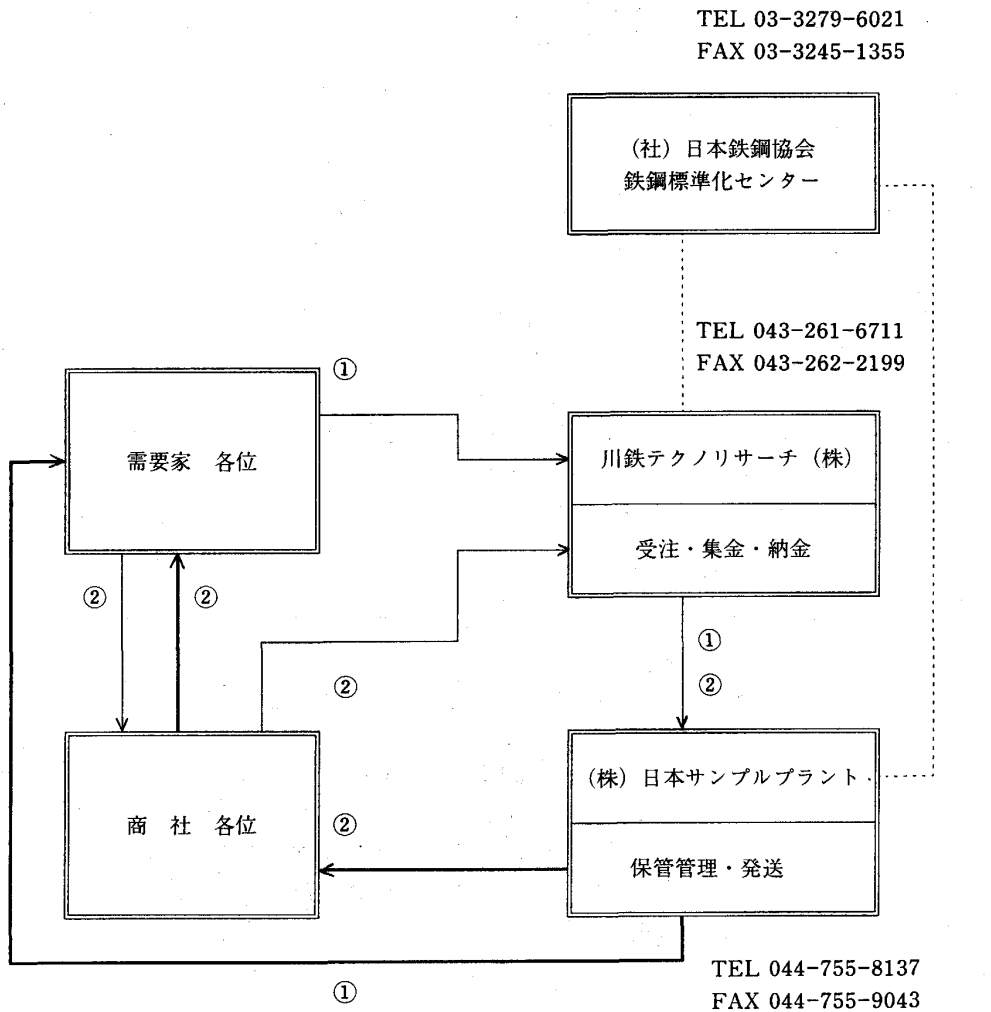 TEL 03-3279-6021
FAX 03-3245-1355
(社)日本鉄鋼協会
鉄鋼標準化センター
TEL 043-261-6711
FAX 043-262-2199
①
需要家 各位
川鉄テクノリサーチ(株)
受注・集金・納金
②
②
①
②
②
(株)日本サンプルプラント
商 社 各位
②
保管管理・発送
TEL 044-755-8137
①
FAX 044-755-9043